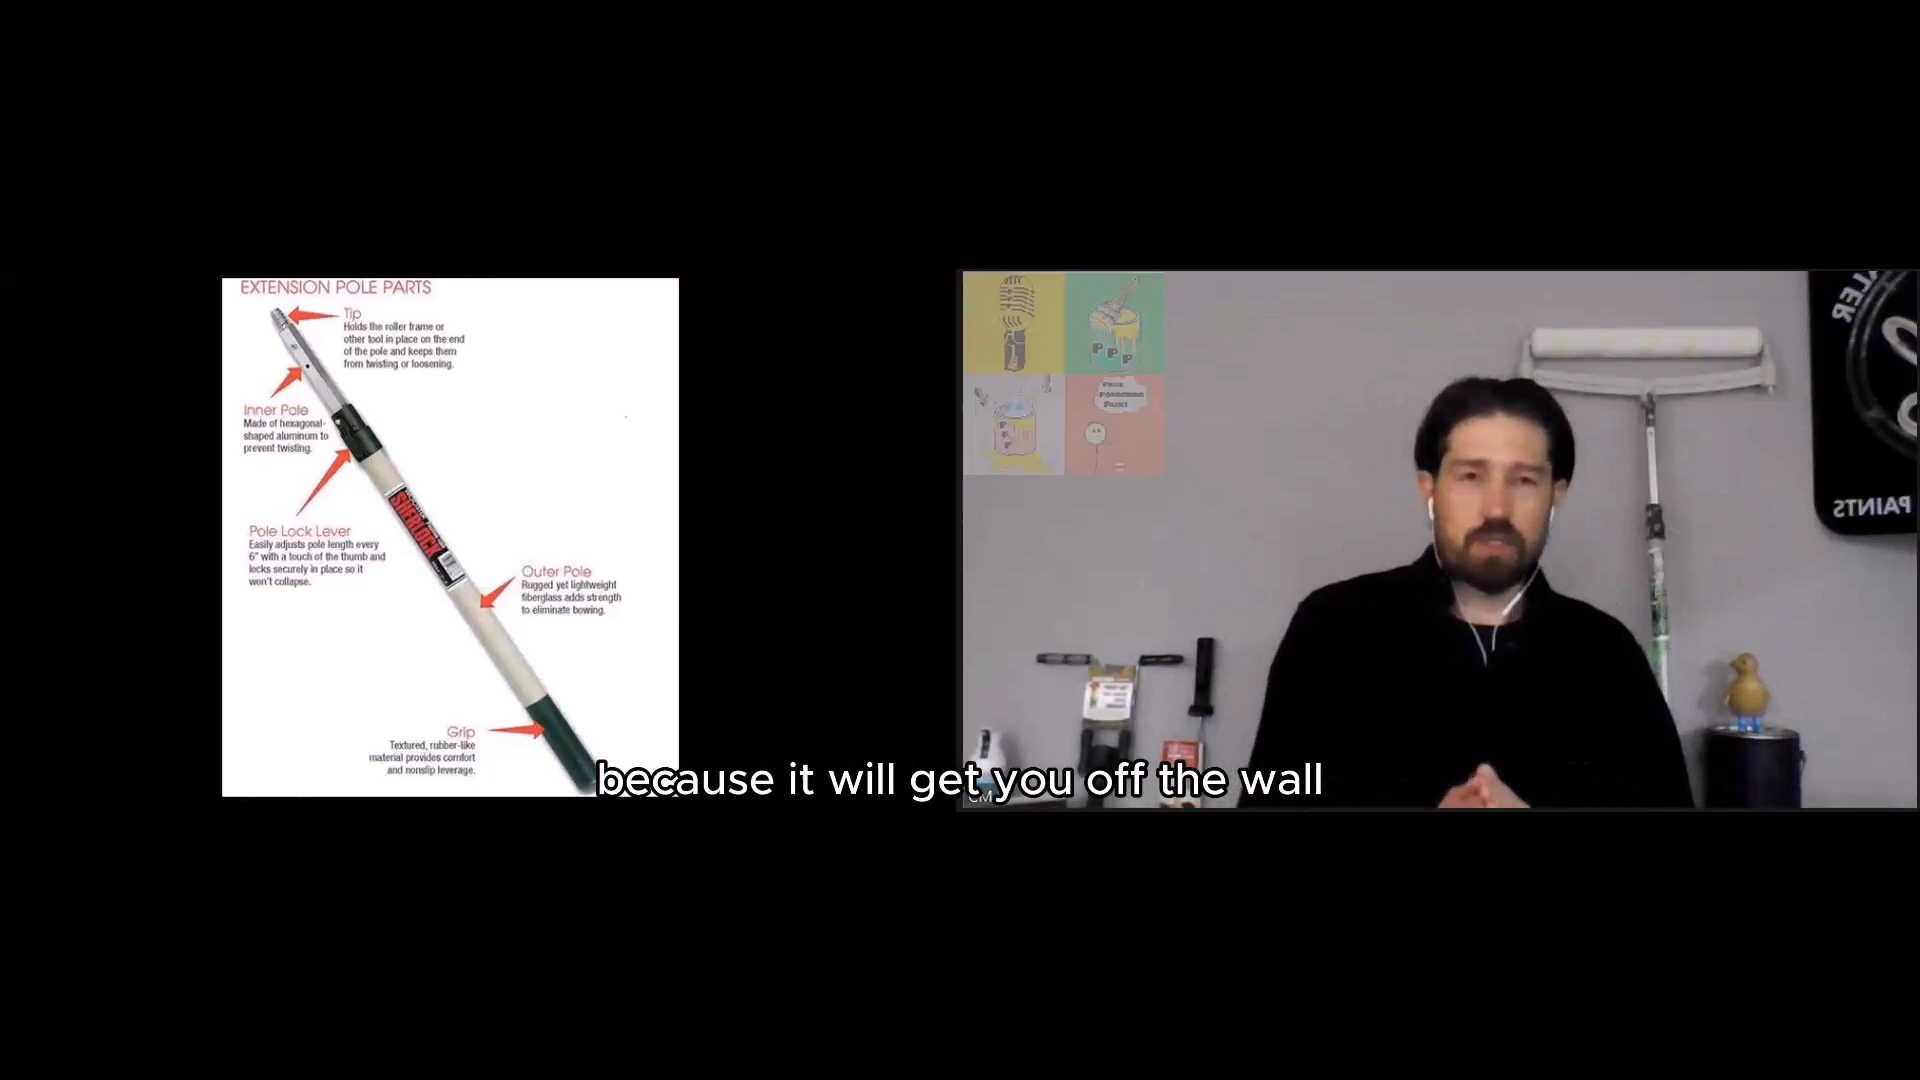 EXTENSION POLE PARTS
Tip
Holds the roller frame or
other tool in place on the end
of the pole and keeps them
from twisting or loosening.
Inner Pole
Made of hexagonal-
shaped aluminum to
prevent twisting.
Pole Lock Lever
Easily adjusts pole length every
6" with a touch of the thumb and
locks securely in place so it
won't collapse.
SHERLOCK
Outer Pole
Rugged yet lightweight
fiberglass adds strength
to eliminate bowing.
Grip
Textured, rubber-like
material provides comfort
and nonslip leverage.
PPP
PAINT
PAINTS
CM
because it will get you off the wall